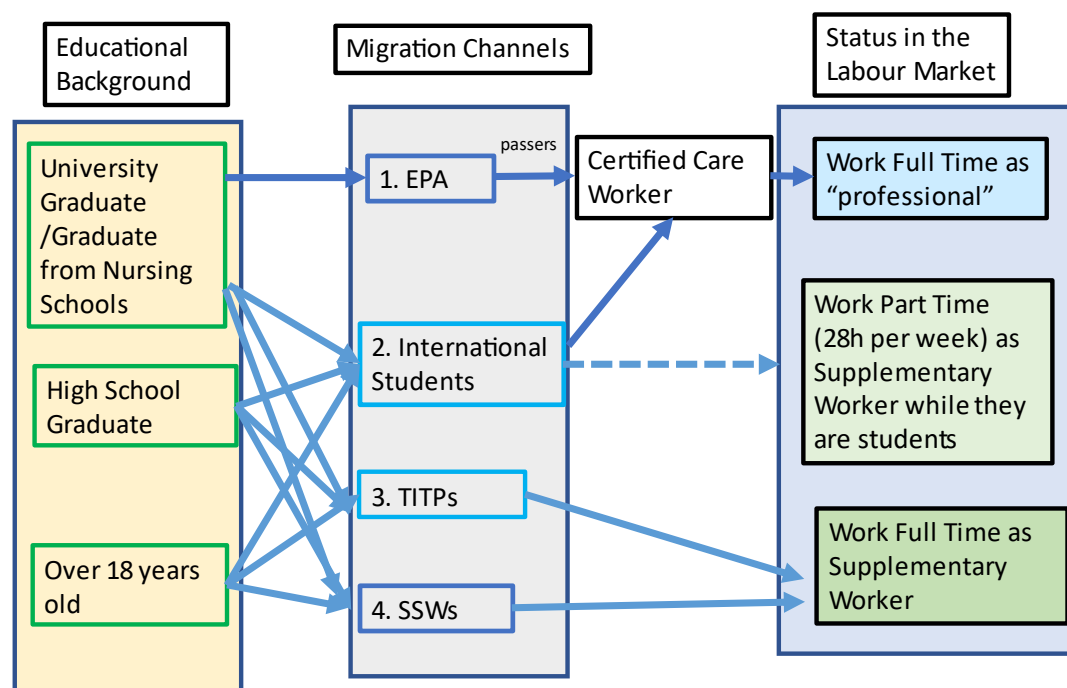 Educational
Background
Migration Channels
Status in the
Labour Market
University
Graduate
/Graduate
from Nursing
Schools
High School
Graduate
Over 18 years
old
1. EPA
passers
2. International
Students
3. TITPs
4. SSWs
Certified Care
Worker
Work Full Time as
“professional”
Work Part Time
(28h per week) as
Supplementary
Worker while they
are students
Work Full Time as
Supplementary
Worker